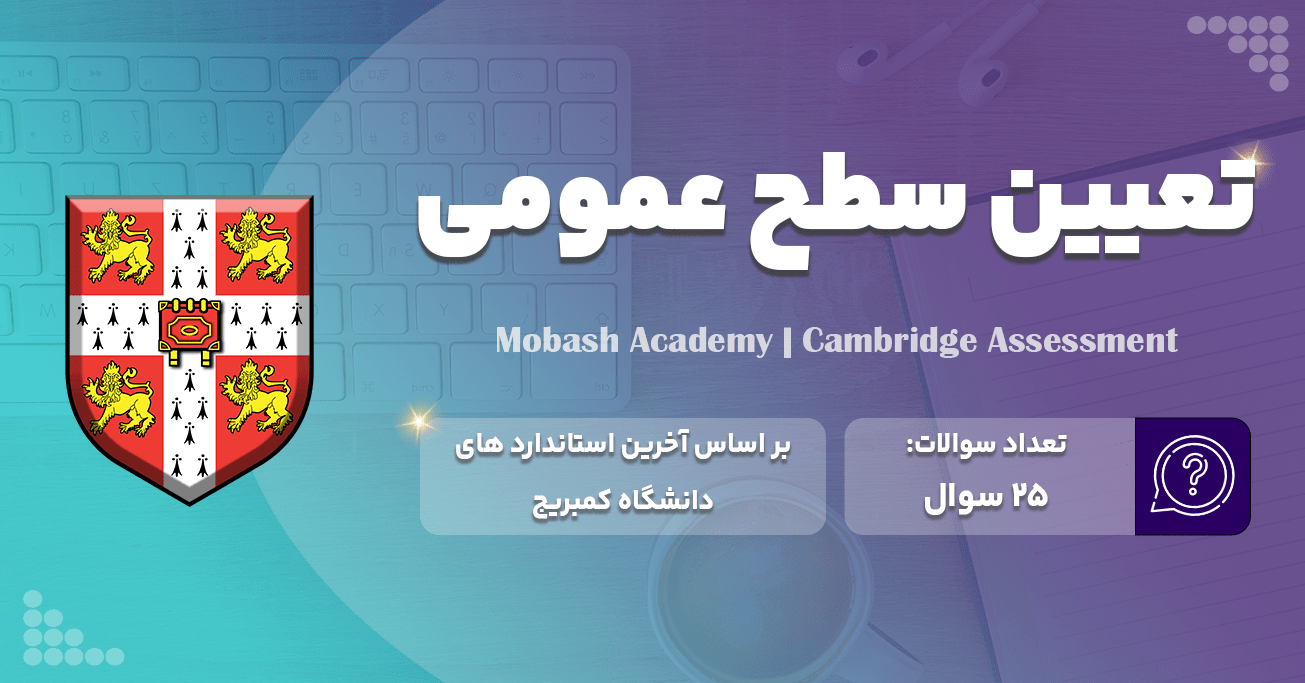 تعیین سطح عمومی
Mobash Academy | Cambridge Assessment
تعداد سوالات:
۲۵ سوال
بر اساس آخرین استاندارد های
دانشگاه کمبریج